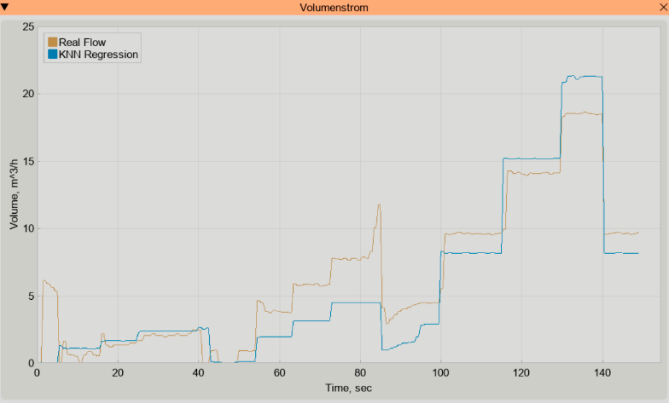 Volumenstrom
25
Real Flow
KNN Regression
20
15
10
5
0
Volume, m^3/h
0 20 40 60 80 100 120 140
Time, sec